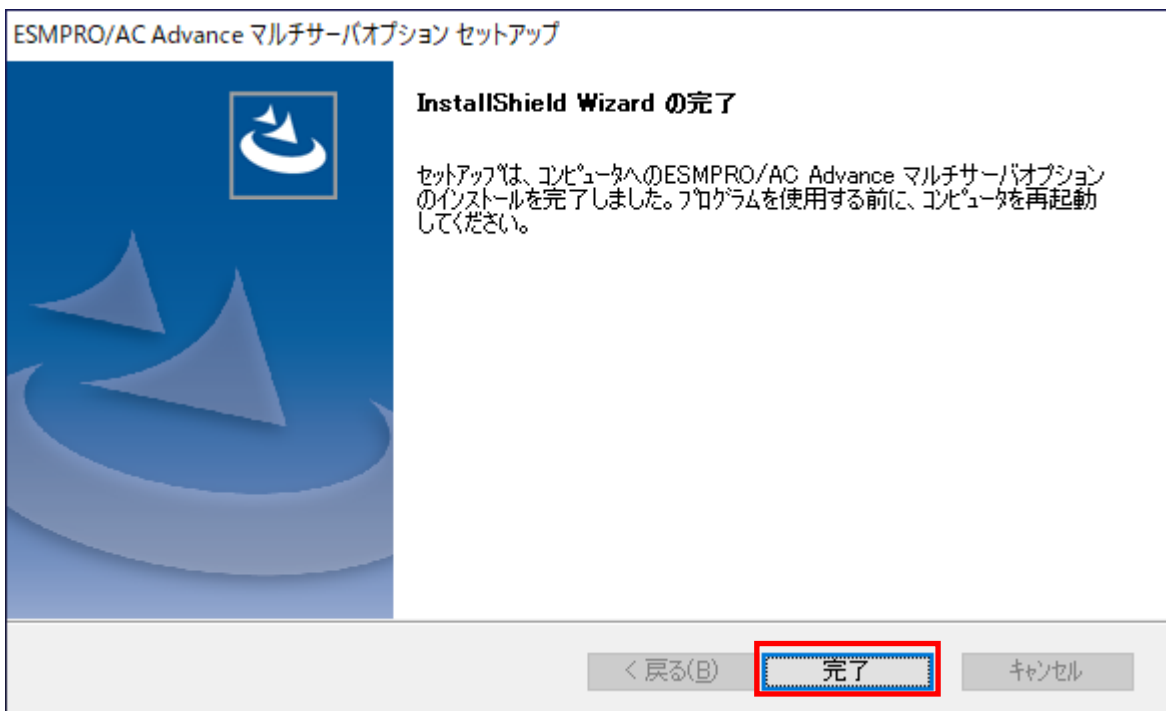 ESMPRO/AC Advance マルチサーバオプション セットアップ
InstallShield Wizard の完了
セットアップは、コンピュータへのESMPRO/AC Advance マルチサーバオプション
のインストールを完了しました。プログラムを使用する前に、コンピュータを再起動
してください。
< 戻る(B)
完了
キャンセル